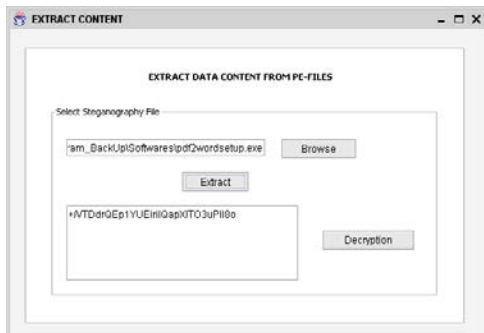 EXTRACT CONTENT
EXTRACT DATA CONTENT FROM PE-FILES
Select Steganography File
ram_BackUp\Softwares\pdf2wordsetup.exe
Browse
Extract
Decryption